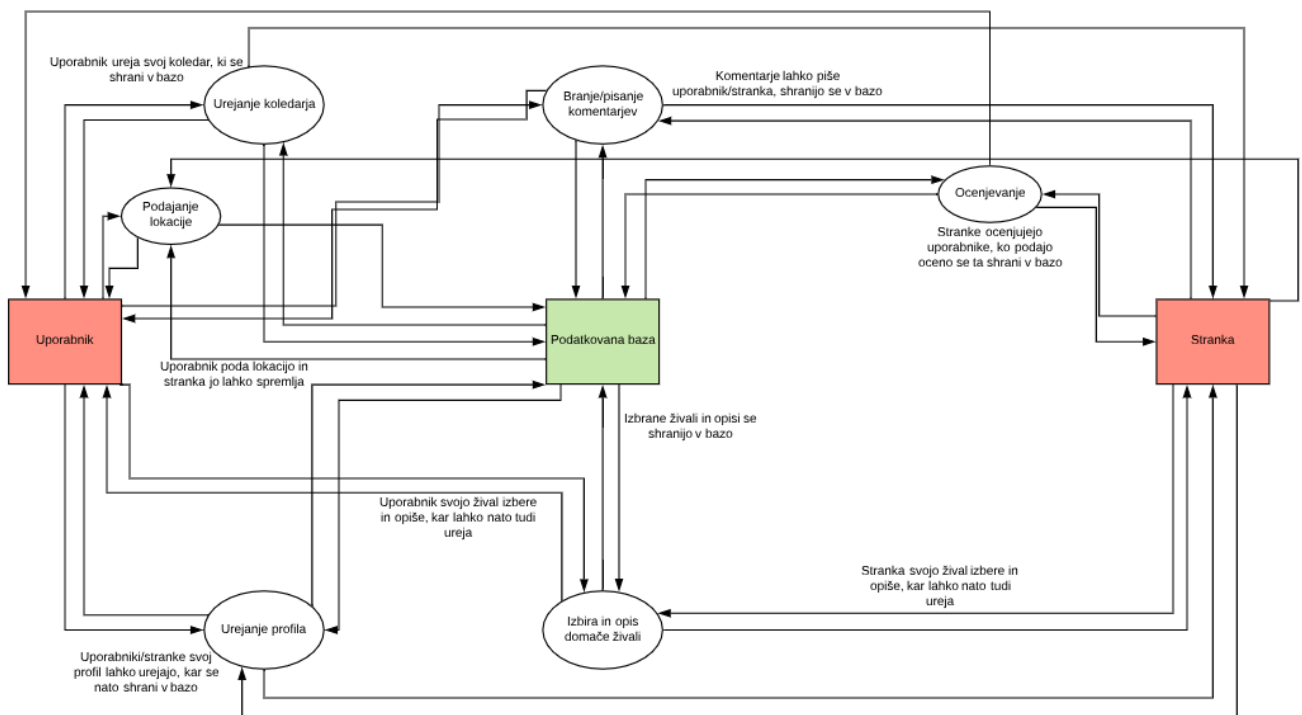 Uporabnik ureja svoj koledar, ki se
shrani v bazo
Urejanje koledarja
Branje/pisanje
komentarjev
Komentarje lahko piše
uporabnik/stranka, shranijo se v bazo
Podajanje
lokacije
Ocenjevanje
Stranke ocenjujejo
uporabnike, ko podajo
oceno se ta shrani v bazo
Uporabnik
Podatkovana baza
Stranka
Uporabnik poda lokacijo in
stranka jo lahko spremlja
Izbrane živali in opisi se
shranijo v bazo
Uporabnik svojo žival izbere
in opiše, kar lahko nato tudi
ureja
Stranka svojo žival izbere in
opiše, kar lahko nato tudi
ureja
Urejanje profila
Izbira in opis
domače živali
Uporabniki/stranke svoj
profil lahko urejajo, kar se
nato shrani v bazo